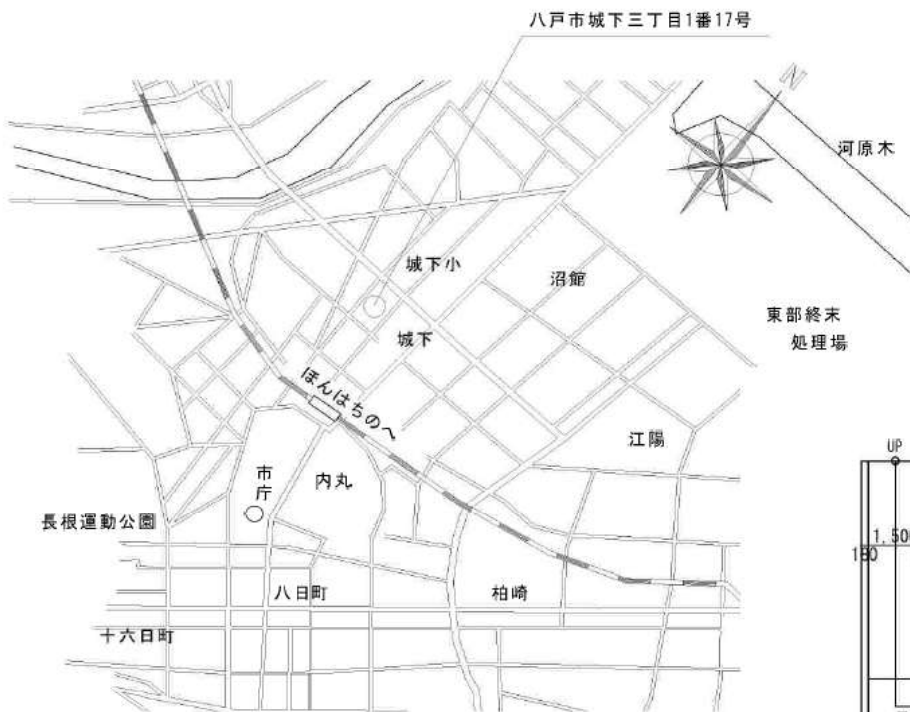 八戸市城下三丁目1番17号
N
河原木
城下小
沼館
東部終末
処理場
城下
ほんはちのへ
江陽
UP
市庁
内丸
長根運動公園
1,500
八日町
柏崎
十六日町